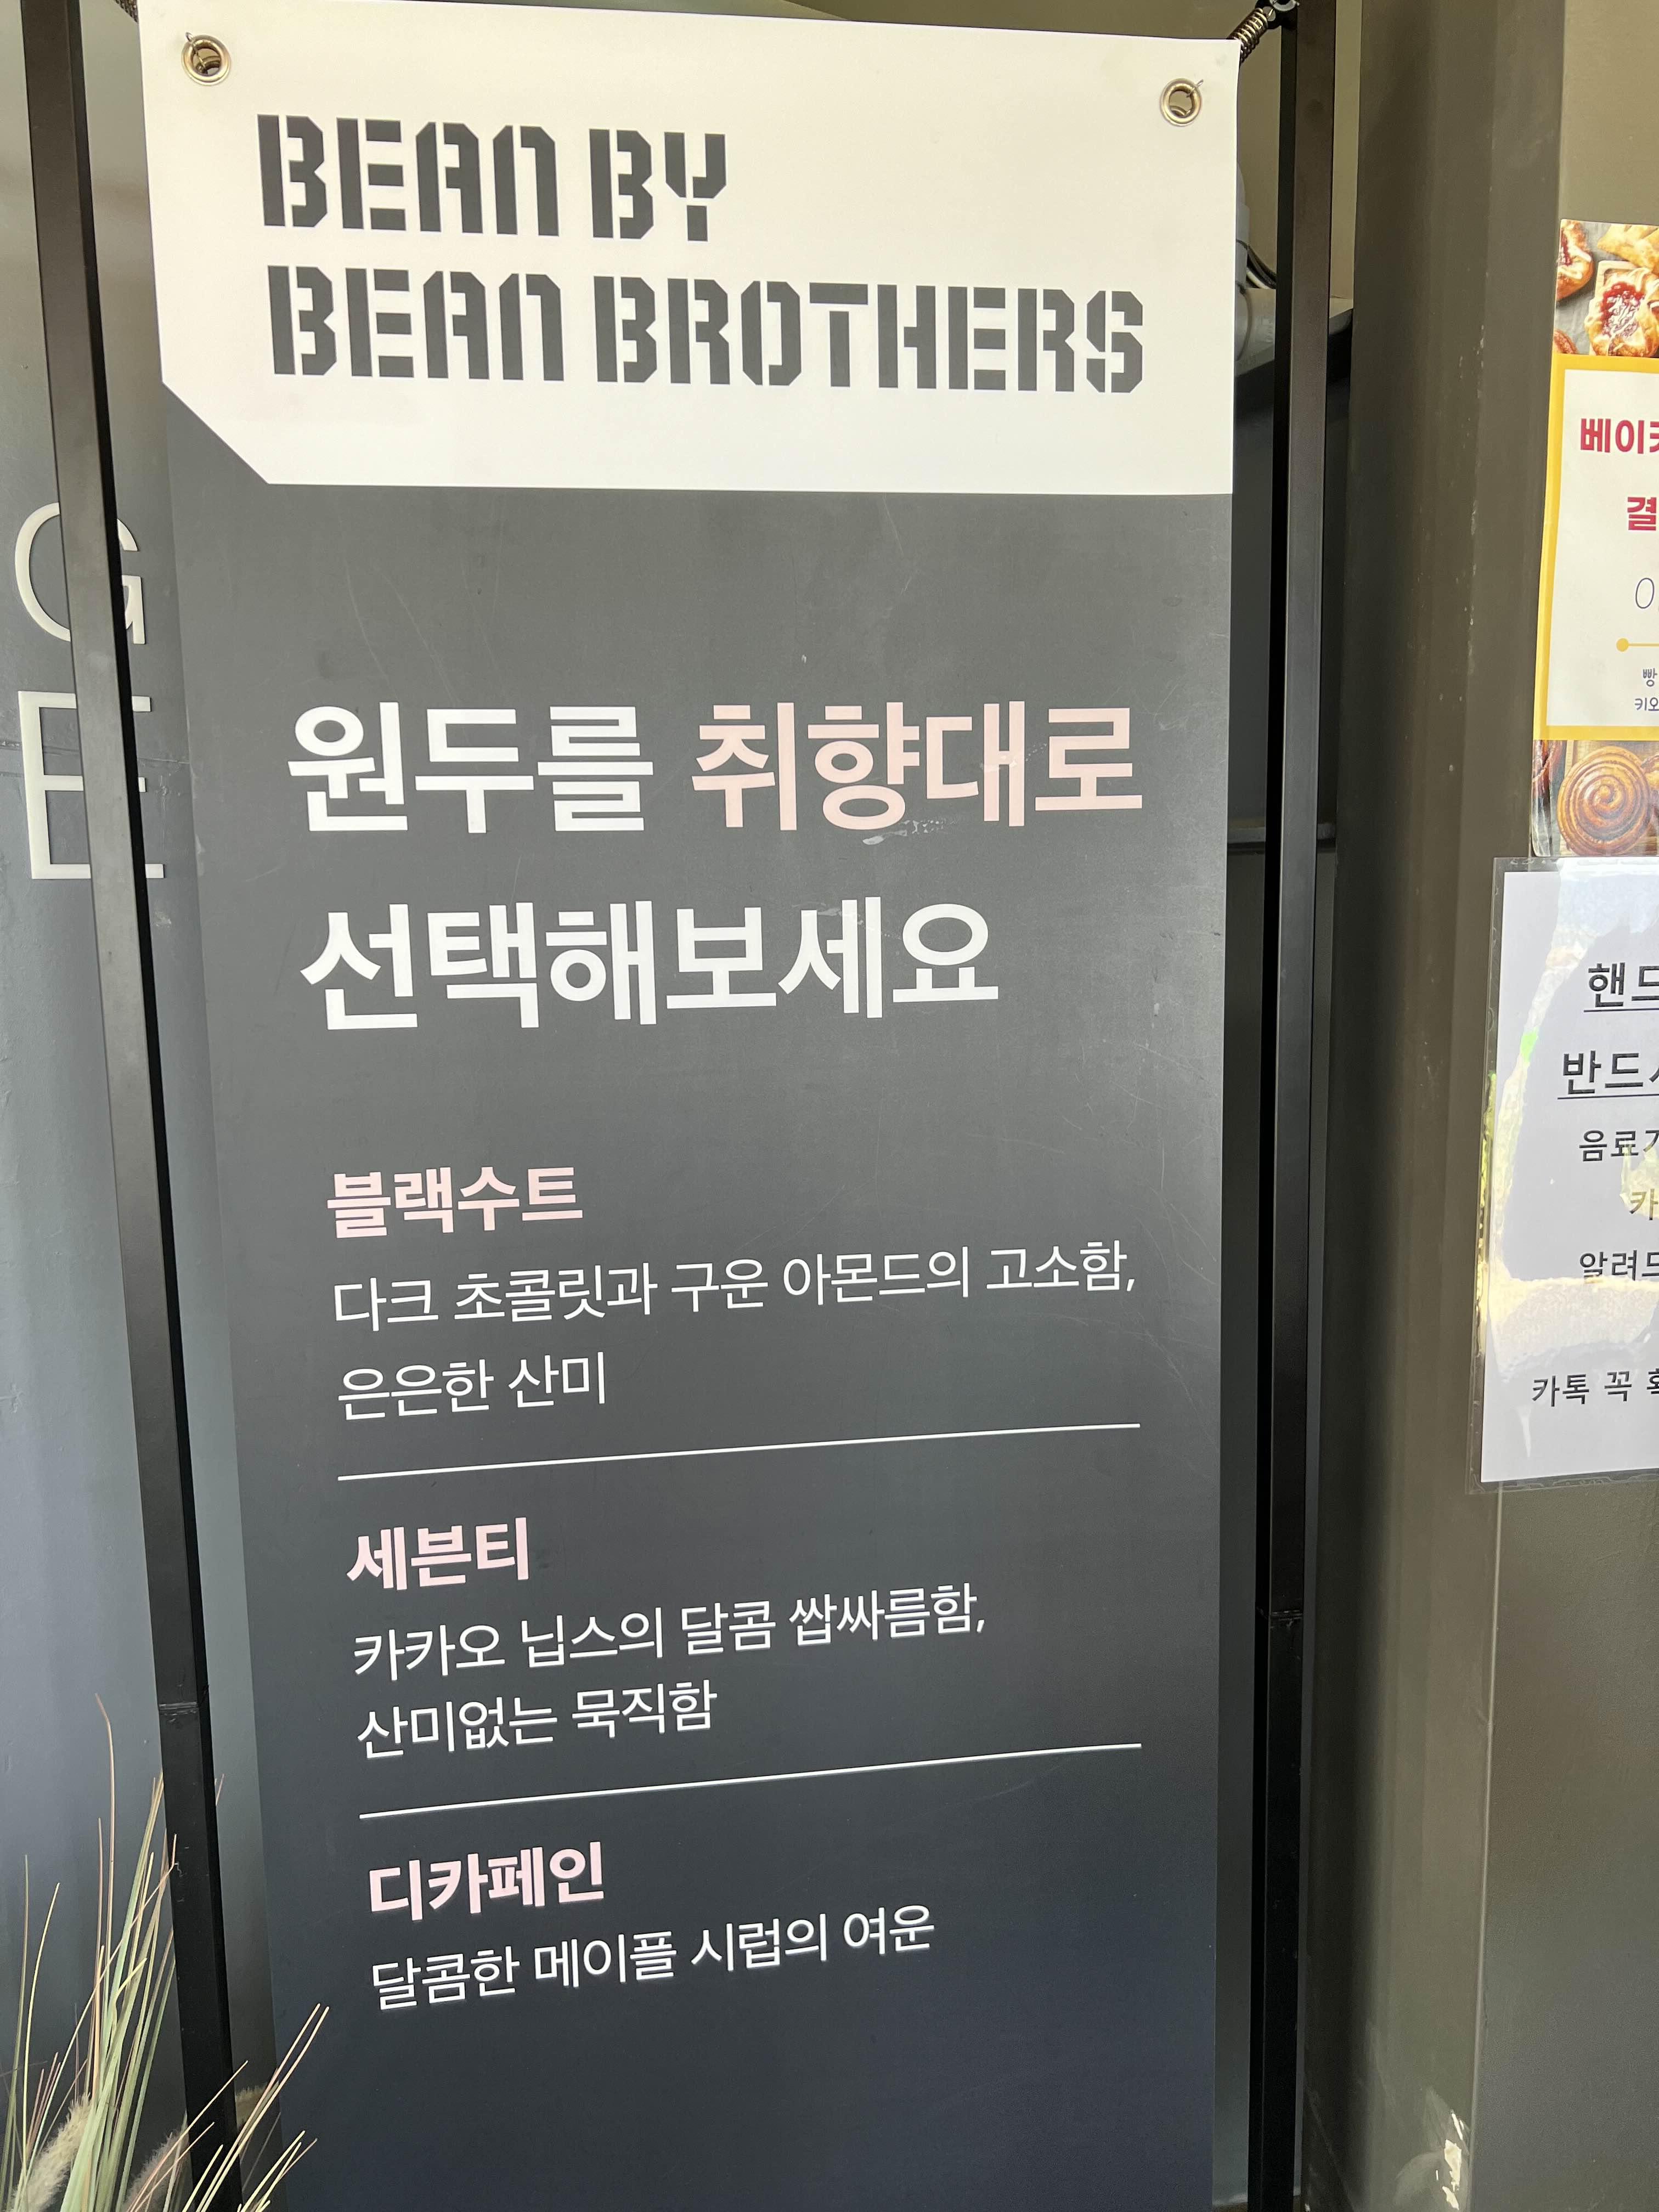 BEAN BY
BEAN BROTHERS
원두를 취향대로
선택해보세요
블랙수트
다크 초콜릿과 구운 아몬드의 고소함,
은은한 산미
세븐티
카카오 닙스의 달콤 쌉싸름함,
산미없는 묵직함
디카페인
달콤한 메이플 시럽의 여운
G
E
카톡 꼭